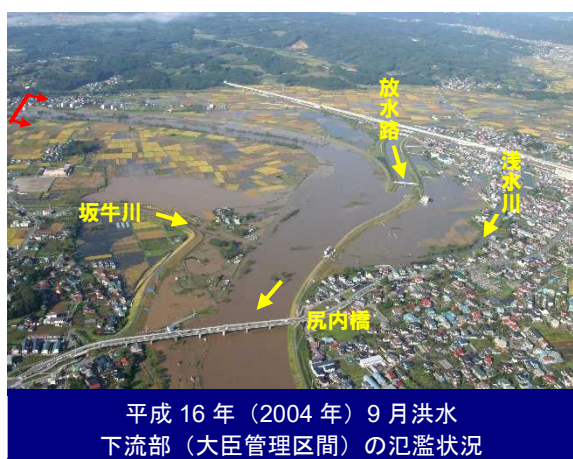 放水路
浅水川
坂牛川
尻内橋
平成 16 年（2004 年）9 月洪水
下流部（大臣管理区間）の氾濫状況